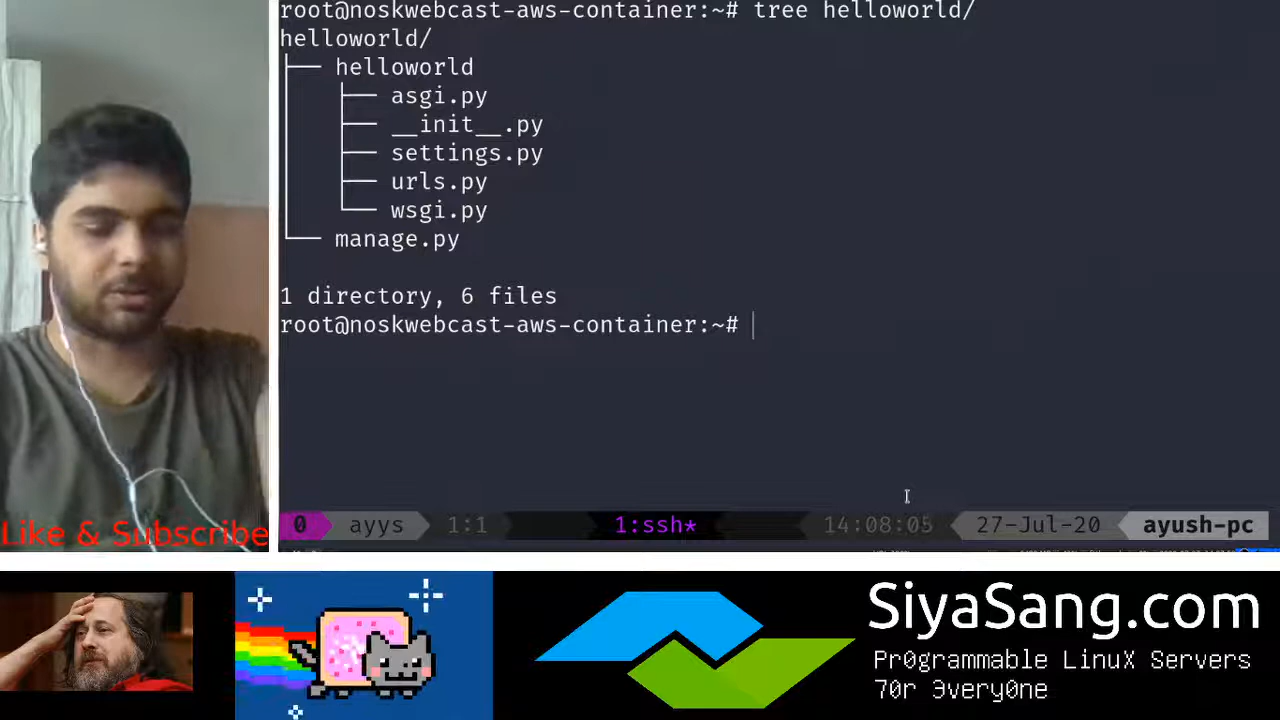 root@noskwebcast-aws-container:~# tree helloworld/
helloworld/
├── helloworld
│   ├── asgi.py
│   ├── __init__.py
│   ├── settings.py
│   ├── urls.py
│   └── wsgi.py
└── manage.py
1 directory, 6 files
root@noskwebcast-aws-container:~#
0 ayys 1:1 1:ssh* 14:08:05 27-Jul-20 ayush-pc
Like & Subscribe
SiyaSang.com
Pr0grammable LinuX Servers
70r Эvery0ne